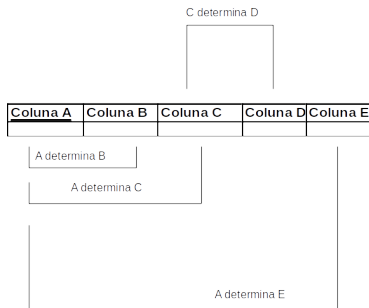 C determina D
Coluna A Coluna B Coluna C Coluna D Coluna E
A determina B
A determina C
A determina E